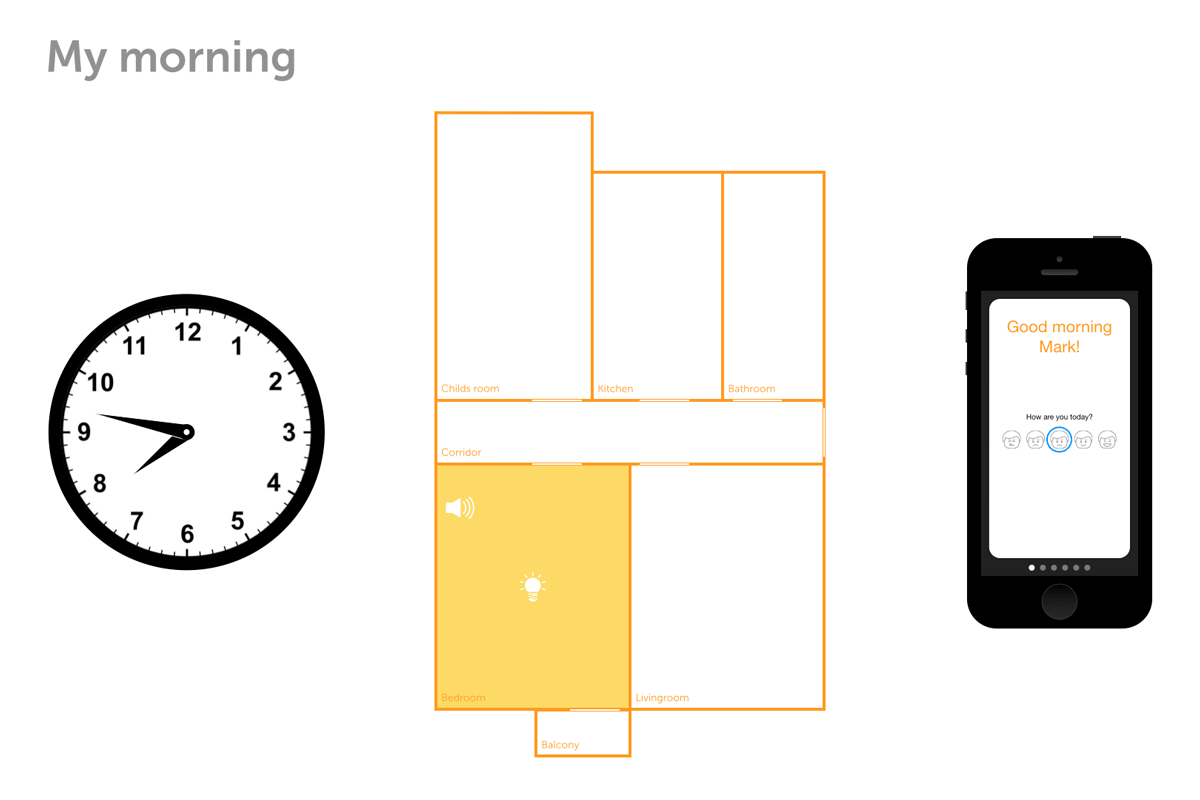 My morning
12
11
1
10
2
9
3
8
4
7
5
6
Childs room
Kitchen
Bathroom
Corridor
Bedroom
Livingroom
Balcony
Good morning
Mark!
How are you today?